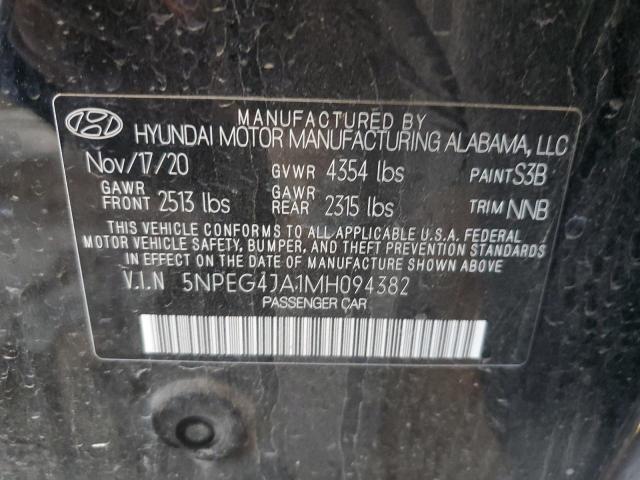 MANUFACTURED BY
HYUNDAI MOTOR MANUFACTURING ALABAMA, LLC
Nov/17/20 GVWR 4354 lbs PAINT S3B
GAWR FRONT 2513 lbs GAWR REAR 2315 lbs TRIM NNB
THIS VEHICLE CONFORMS TO ALL APPLICABLE U.S.A. FEDERAL
MOTOR VEHICLE SAFETY, BUMPER, AND THEFT PREVENTION STANDARDS
IN EFFECT ON THE DATE OF MANUFACTURE SHOWN ABOVE.
V.I.N 5NPEG4JA1MH094382
PASSENGER CAR